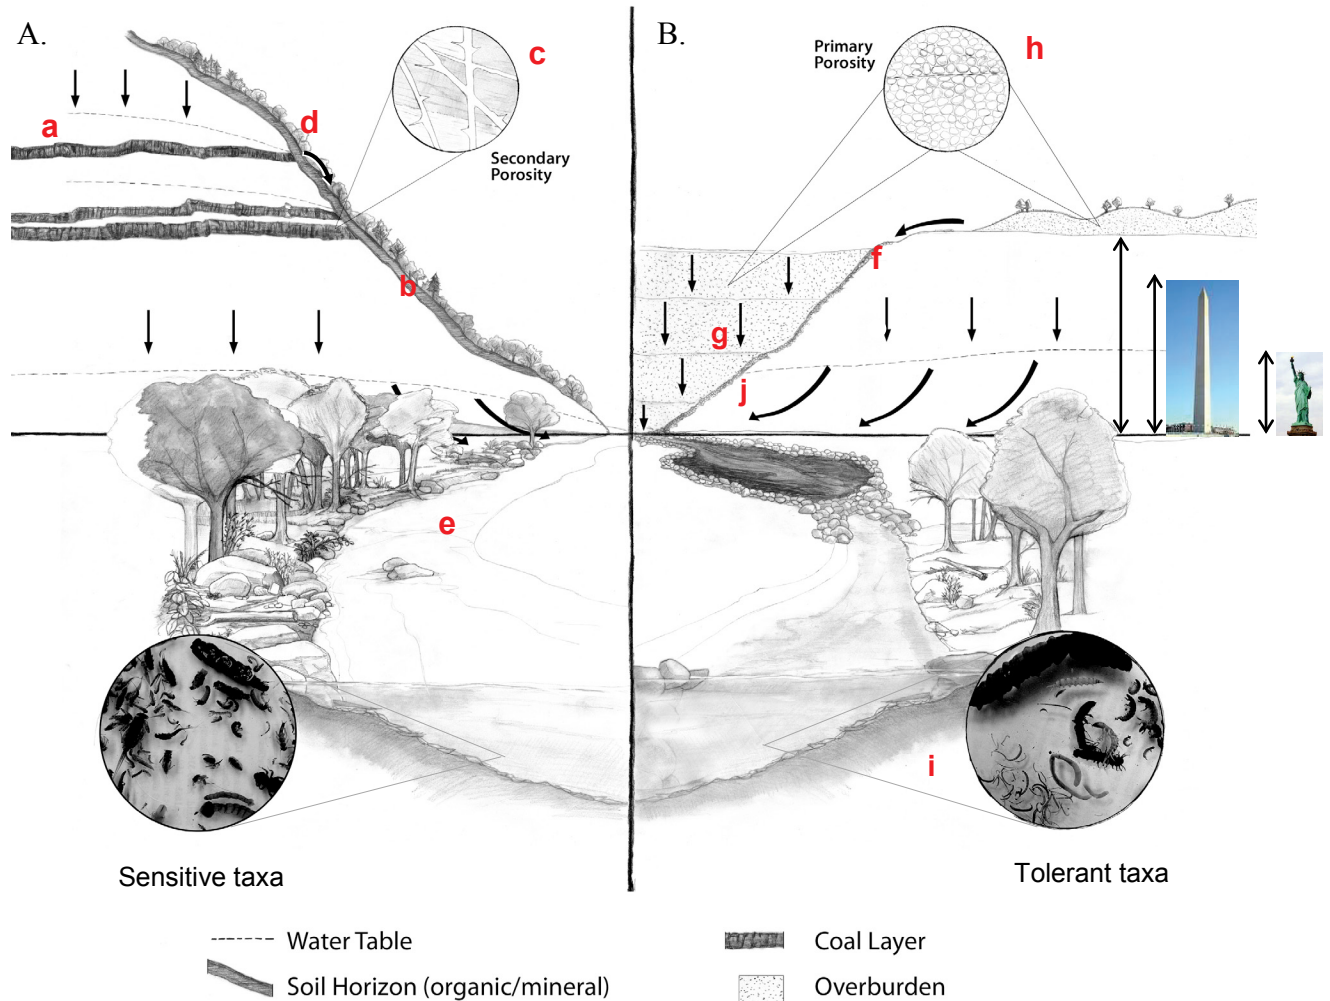 A.
B.
a
d
c
Secondary
Porosity
b
e
Primary
Porosity
h
f
g
j
i
Sensitive taxa
Tolerant taxa
Water Table
Coal Layer
Soil Horizon (organic/mineral)
Overburden